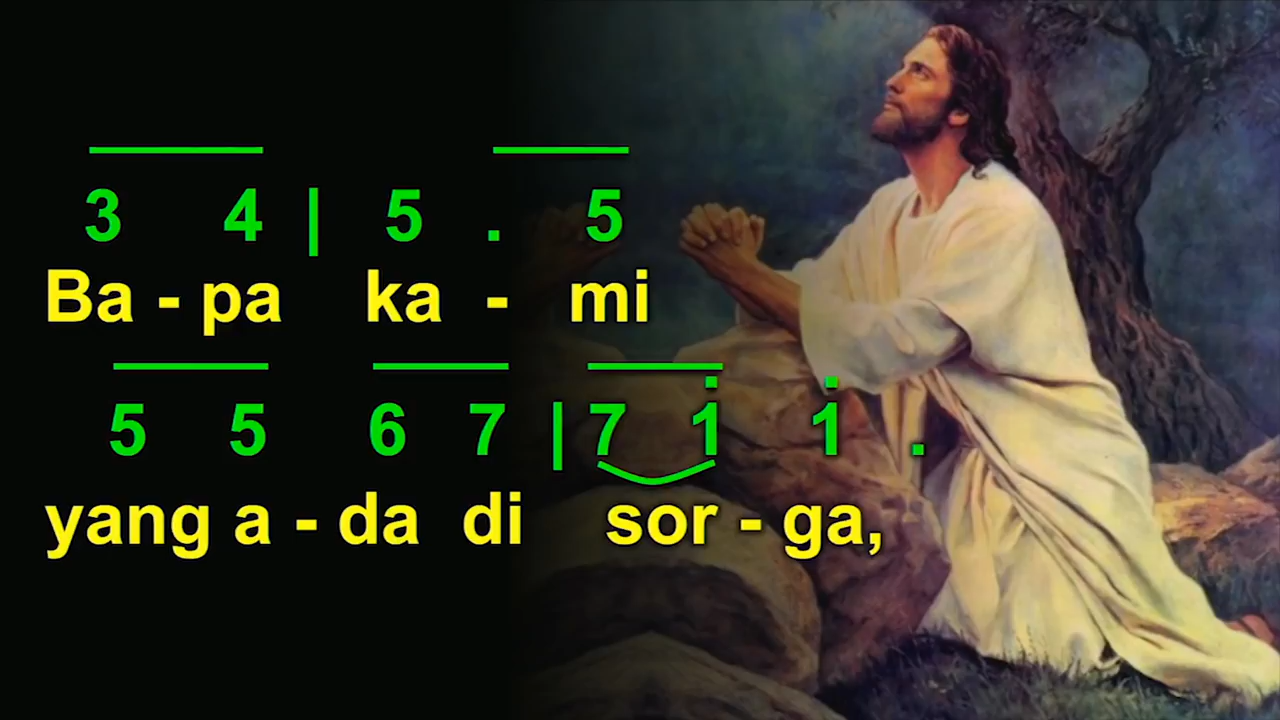 3 4 | 5 . 5
Ba - pa ka - mi
5 5 6 7 | 7 1̇ 1̇ .
yang a - da di sor - ga,